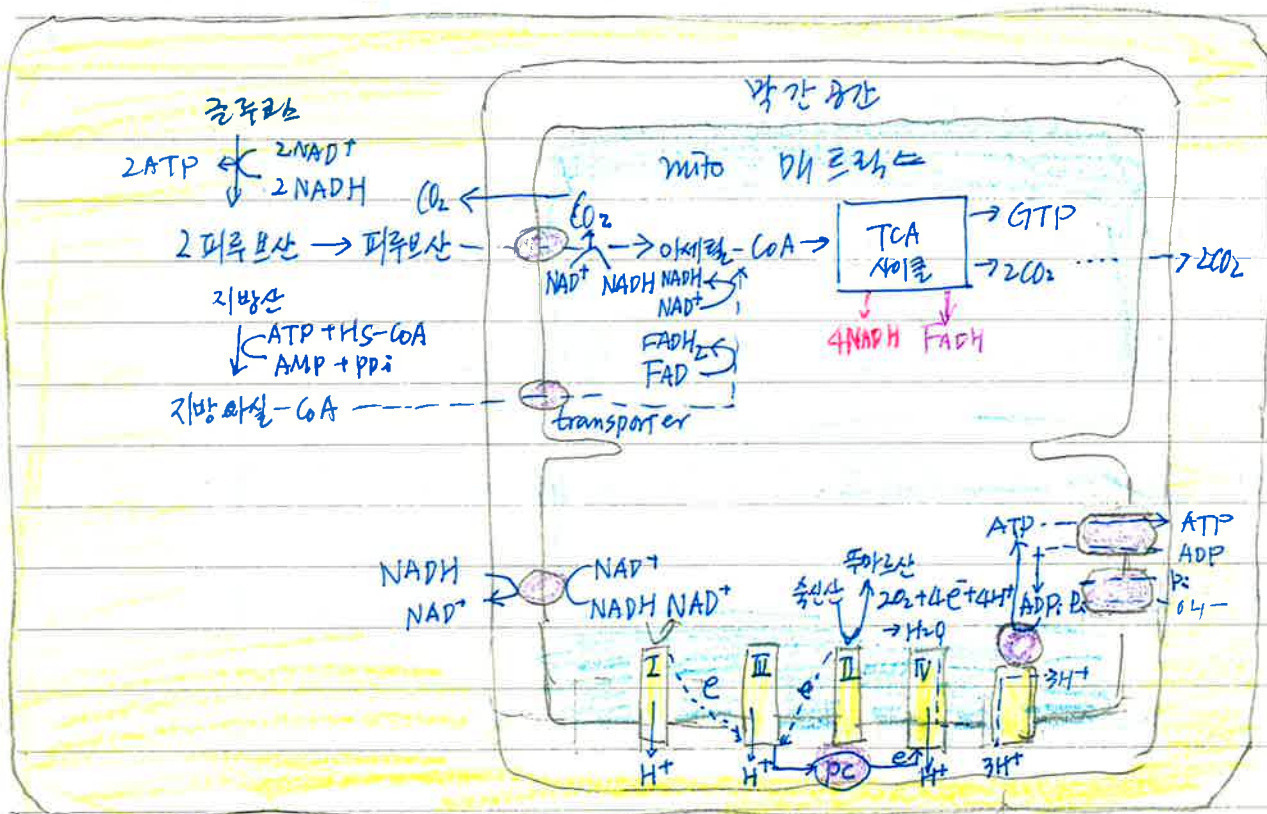 막간 공간
글루코스
mito 매트릭스
2ATP
2NAD⁺
2NADH
CO₂
CO₂
GTP
TCA
사이클
2피루브산 → 피루브산
→ 아세틸-CoA →
→ 2CO₂ ‥‥ → 2CO₂
NAD⁺ NADH
NADH
NAD⁺
4NADH
FADH
지방산
ATP + HS-CoA
AMP + PPi
FADH₂
FAD
지방아실-CoA
transporter
ATP
ATP
ADP
NADH
NAD⁺
NAD⁺
NADH NAD⁺
숙신산
푸마르산
2O₂+4e⁻+4H⁺
→ H₂O
ADP
Pi
Pi
OH⁻
I
e
III
e
II
IV
3H⁺
H⁺
H⁺
PC
e
H⁺
3H⁺